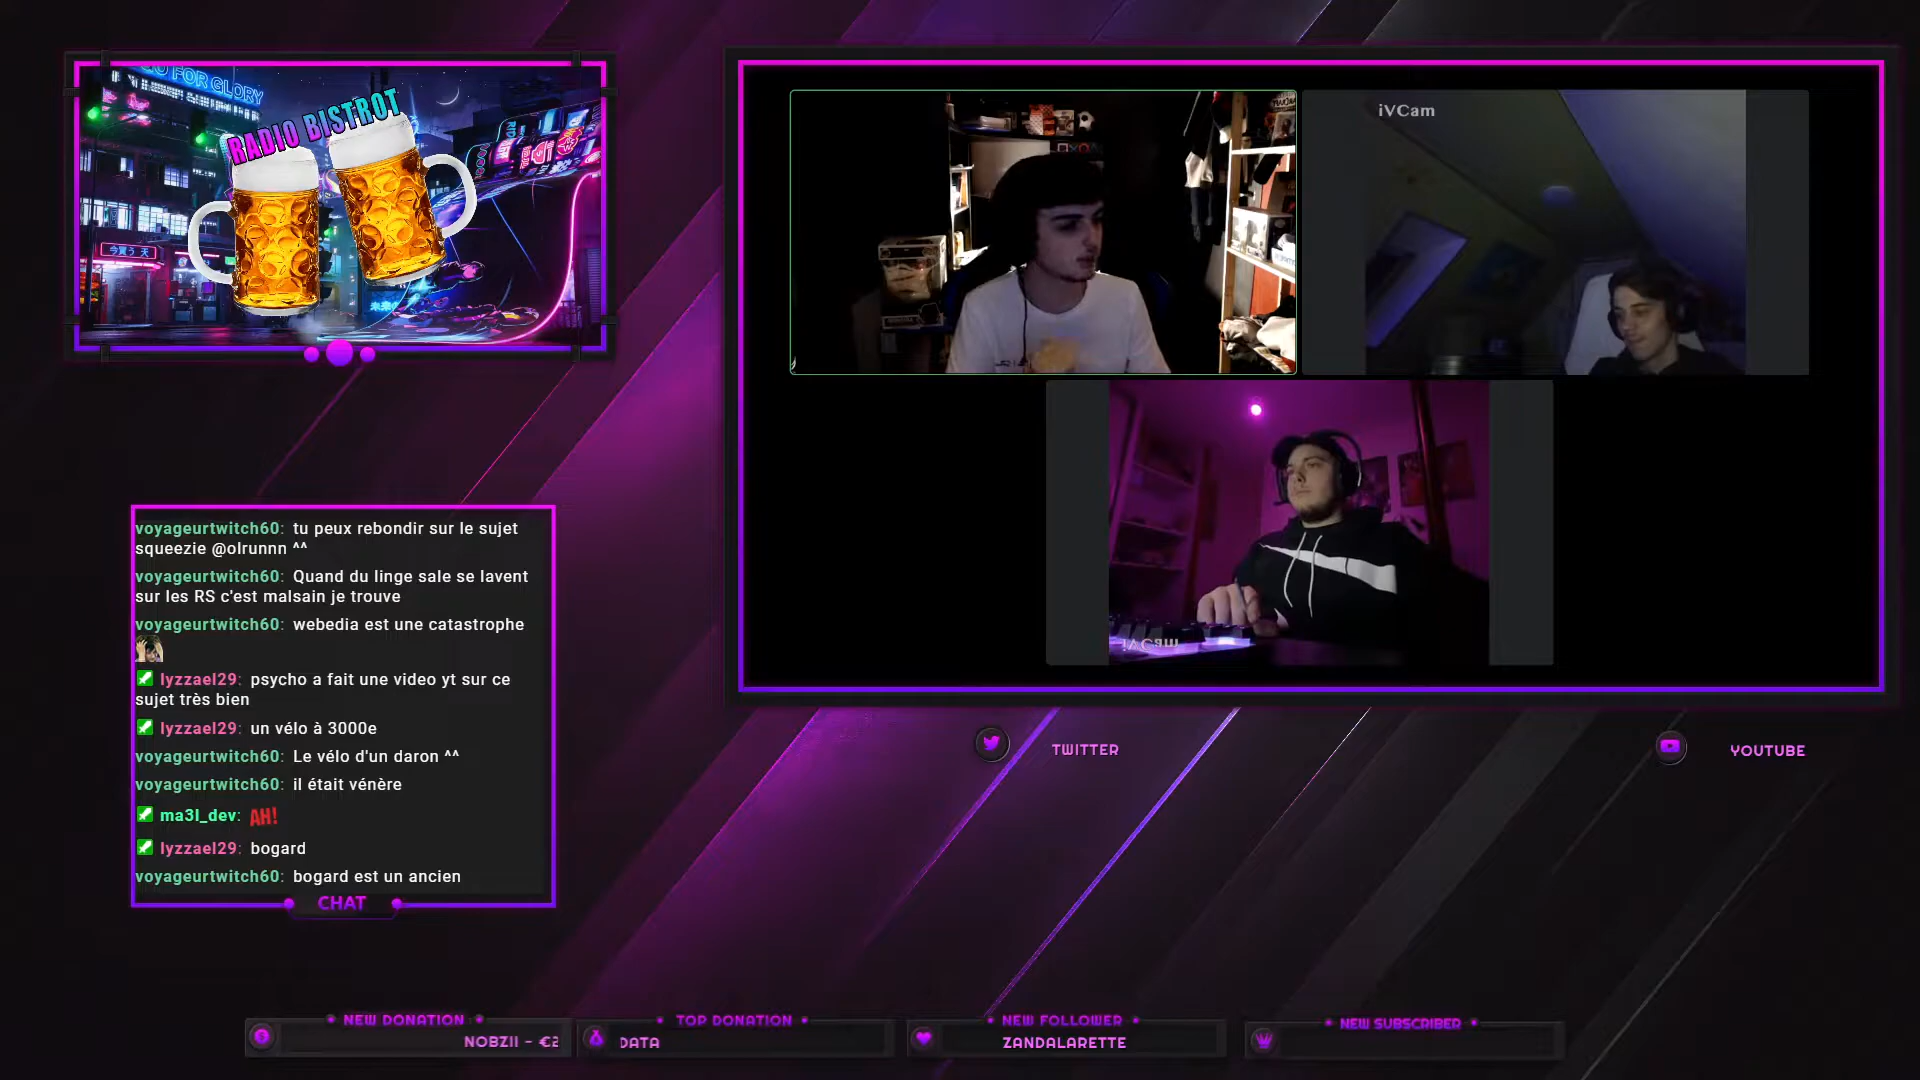 FOR GLORY
RADIO BISTROT
iVCam
voyageurtwitch60: tu peux rebondir sur le sujet
squeezie @olrunnn ^^
voyageurtwitch60: Quand du linge sale se lavent
sur les RS c'est malsain je trouve
voyageurtwitch60: webedia est une catastrophe
lyzzael29: psycho a fait une video yt sur ce
sujet très bien
lyzzael29: un vélo à 3000e
voyageurtwitch60: Le vélo d'un daron ^^
voyageurtwitch60: il était vénère
ma3l_dev: AH!
lyzzael29: bogard
voyageurtwitch60: bogard est un ancien
CHAT
iVCam
TWITTER
YOUTUBE
NEW DONATION
NOBZII - €2
TOP DONATION
DATA
NEW FOLLOWER
ZANDALARETTE
NEW SUBSCRIBER